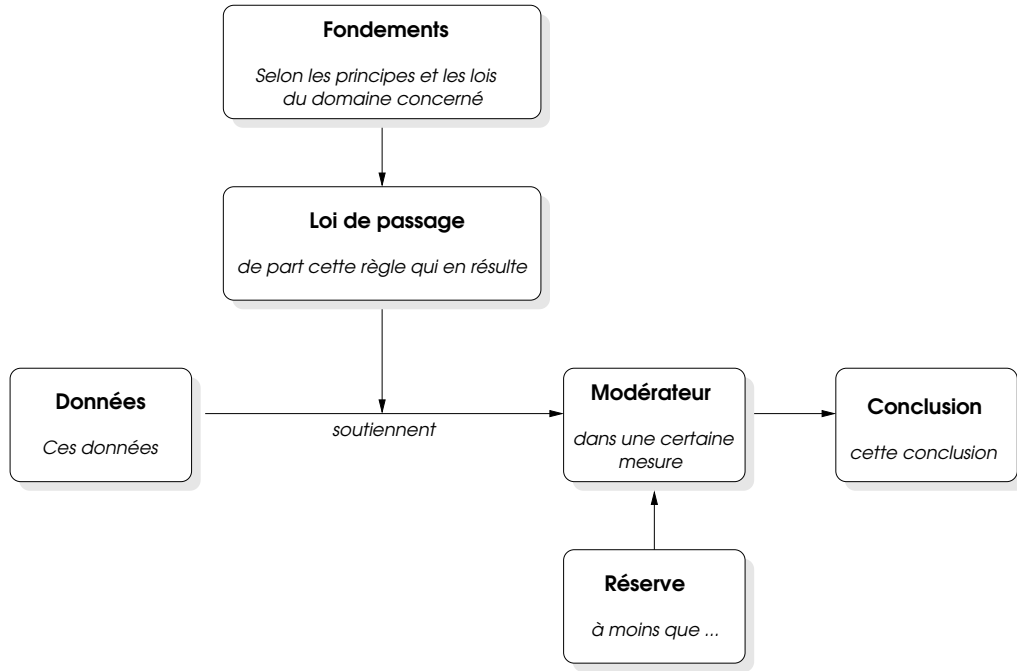 Fondements
Selon les principes et les lois
du domaine concerné
Loi de passage
de part cette règle qui en résulte
Données
Ces données
soutiennent
Modérateur
dans une certaine
mesure
Conclusion
cette conclusion
Réserve
à moins que ...